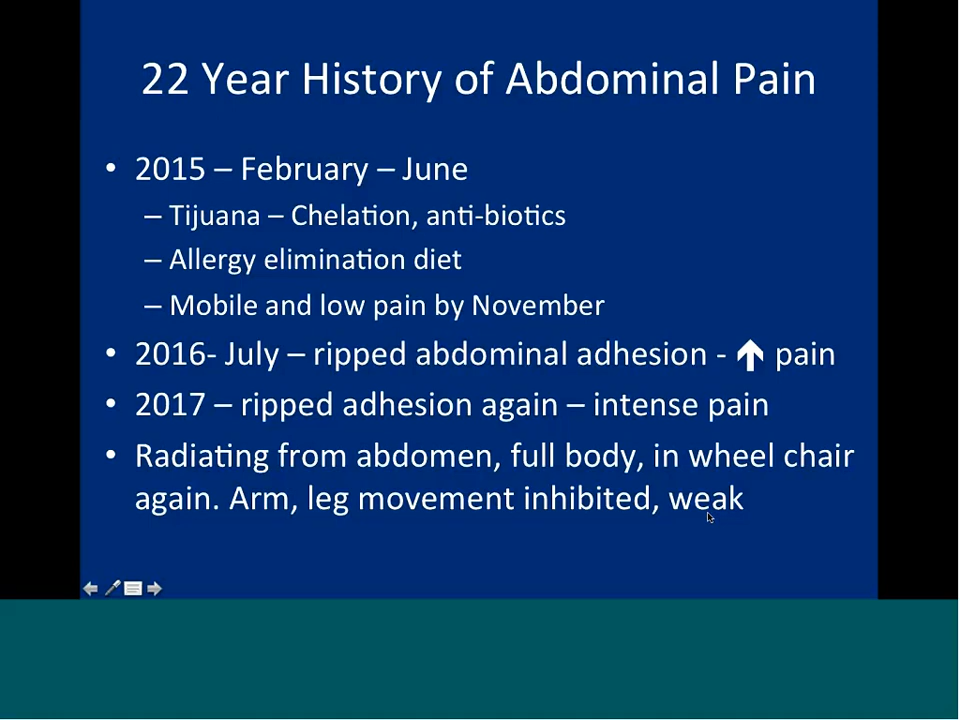 22 Year History of Abdominal Pain
• 2015 – February – June
– Tijuana – Chelation, anti-biotics
– Allergy elimination diet
– Mobile and low pain by November
• 2016- July – ripped abdominal adhesion - ⬆ pain
• 2017 – ripped adhesion again – intense pain
• Radiating from abdomen, full body, in wheel chair
again. Arm, leg movement inhibited, weak